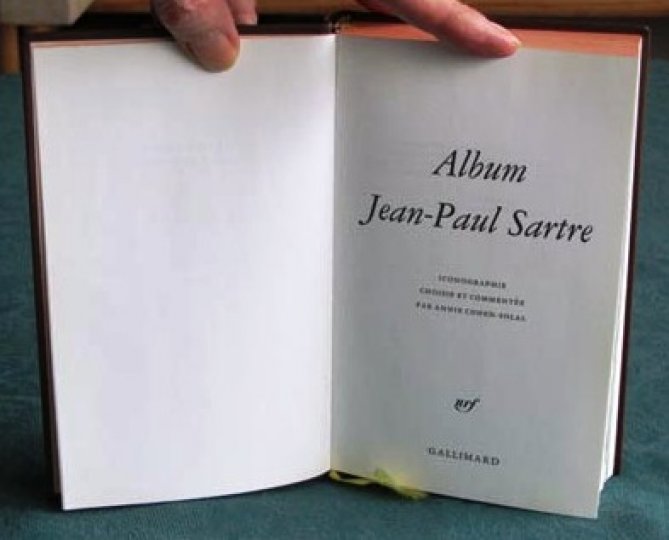 Album
Jean-Paul Sartre
ICONOGRAPHIE
CHOISIE ET COMMENTÉE
PAR ANNIE COHEN-SOLAL
nrf
GALLIMARD